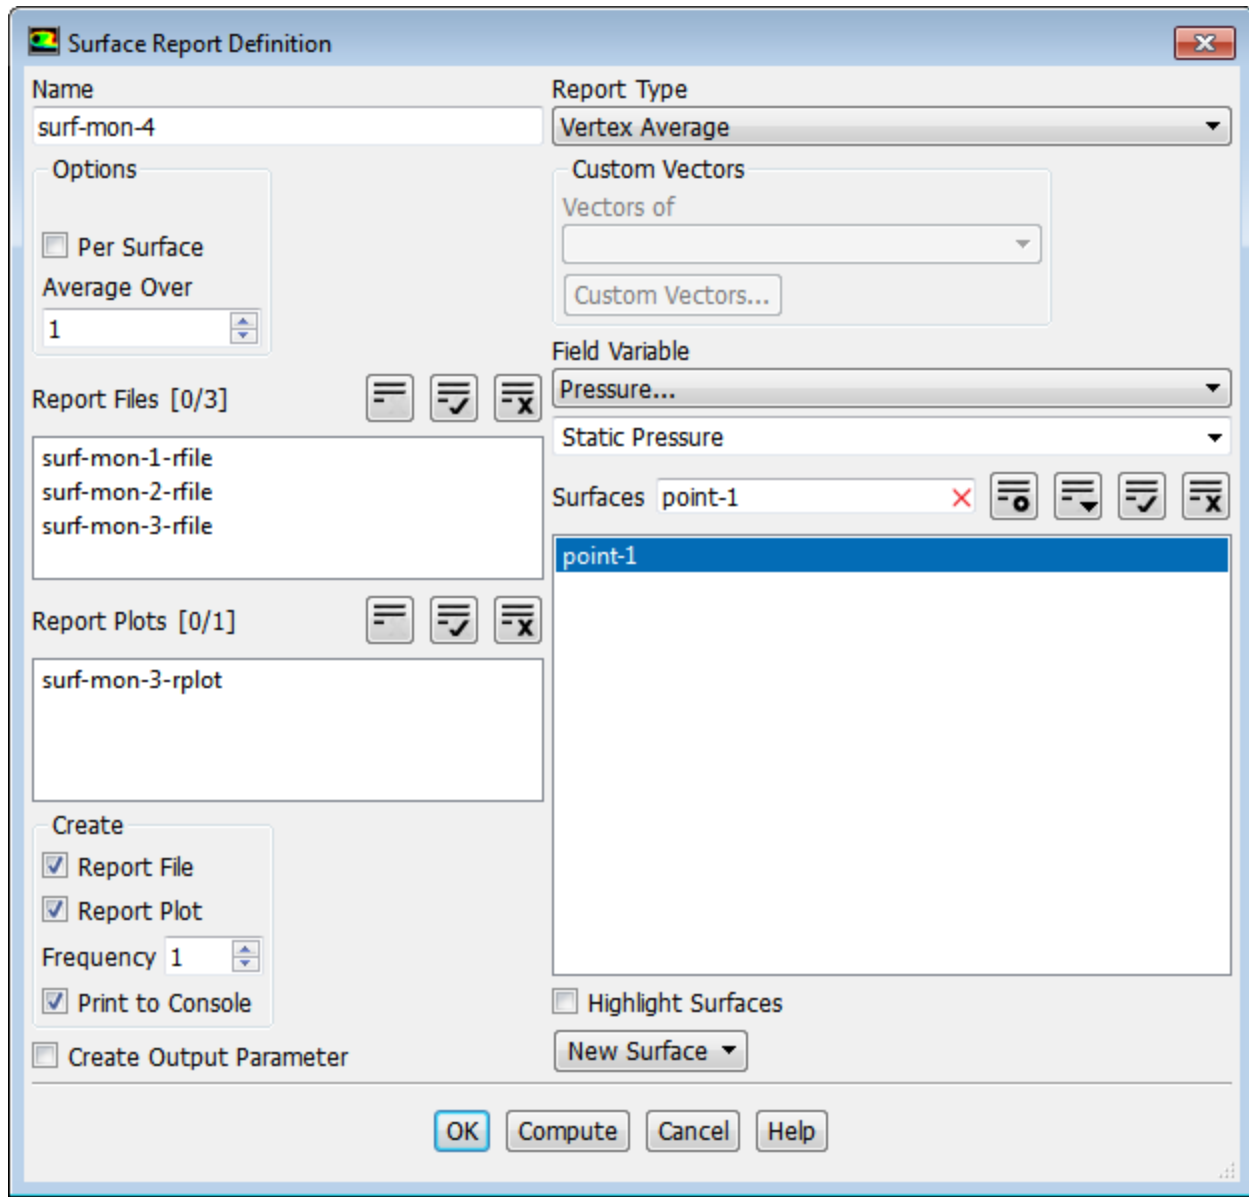 Surface Report Definition
Name
surf-mon-4
Options
Per Surface
Average Over
1
Report Files [0/3]
surf-mon-1-rfile
surf-mon-2-rfile
surf-mon-3-rfile
Report Plots [0/1]
surf-mon-3-rplot
Create
Report File
Report Plot
Frequency 1
Print to Console
Create Output Parameter
Report Type
Vertex Average
Custom Vectors
Vectors of
Custom Vectors...
Field Variable
Pressure...
Static Pressure
Surfaces point-1
point-1
Highlight Surfaces
New Surface
OK Compute Cancel Help